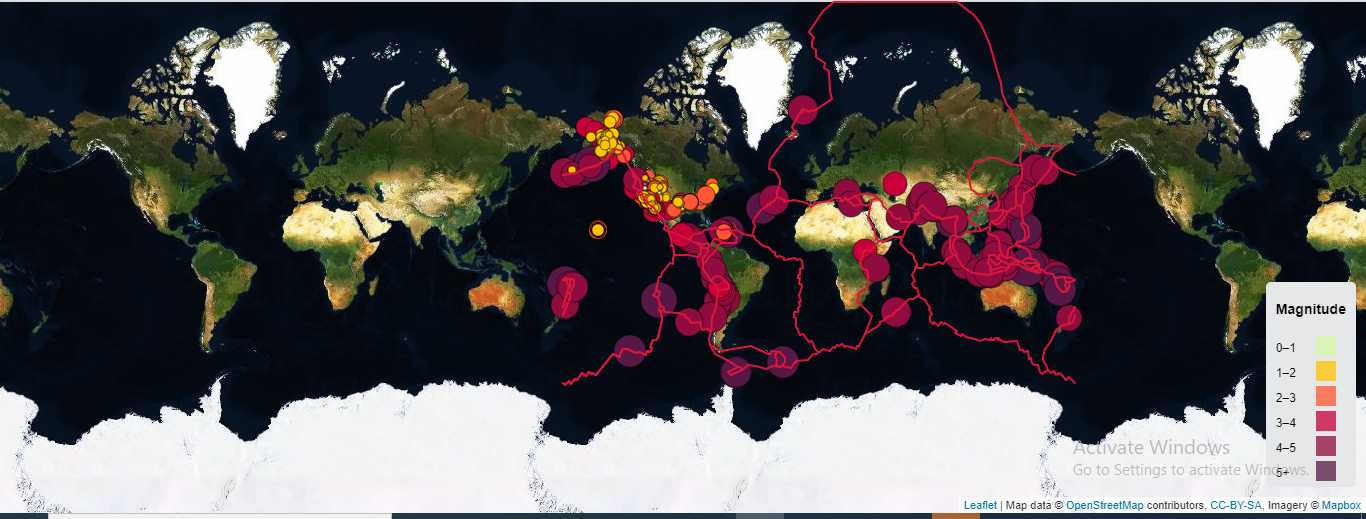 Magnitude
0–1
1–2
2–3
3–4
4–5
5+
Activate Windows
Go to Settings to activate Windows.
Leaflet | Map data © OpenStreetMap contributors, CC-BY-SA, Imagery © Mapbox